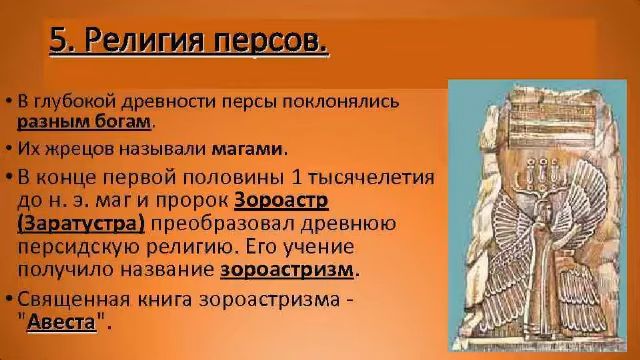 5. Религия персов.
• В глубокой древности персы поклонялись
разным богам.
• Их жрецов называли магами.
• В конце первой половины 1 тысячелетия
до н. э. маг и пророк Зороастр
(Заратустра) преобразовал древнюю
персидскую религию. Его учение
получило название зороастризм.
• Священная книга зороастризма -
"Авеста".